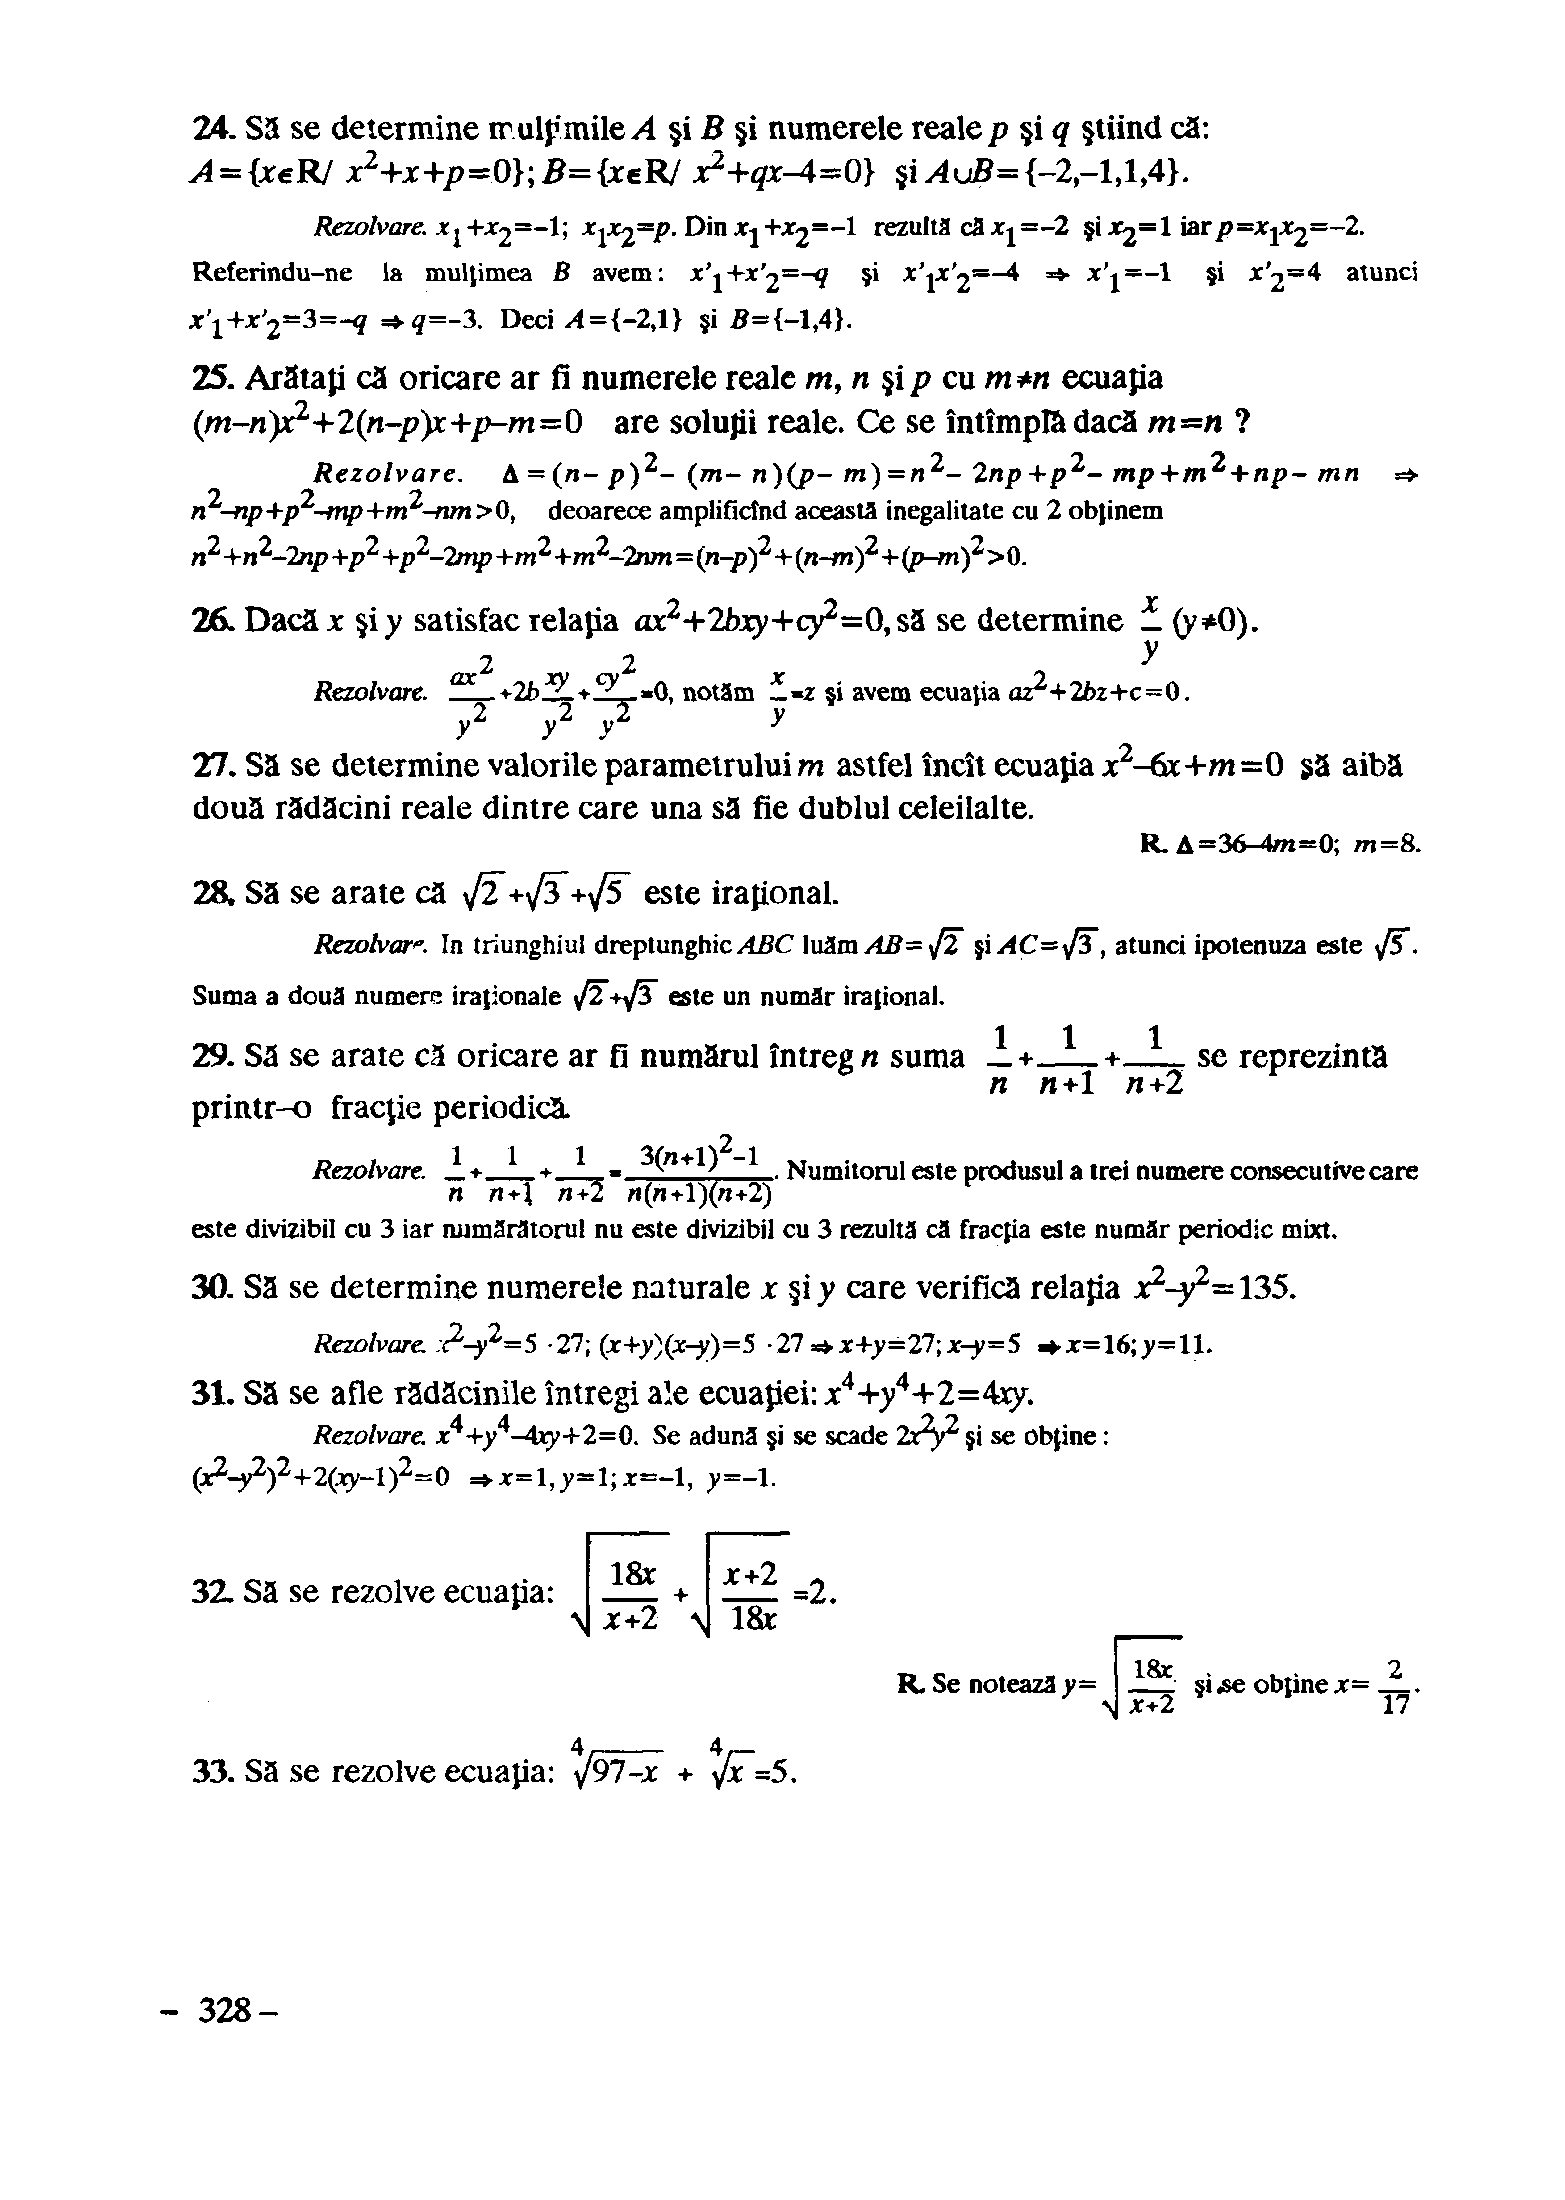 24. Să se determine mulțimile A și B și numerele reale p și q știind că:
A={xєR/ x²+x+p=0}; B={xєR/ x²+qx–4=0} și A∪B={–2,–1,1,4}.
Rezolvare. x₁+x₂=–1; x₁x₂=p. Din x₁+x₂=–1 rezultă că x₁=–2 și x₂=1 iar p=x₁x₂=–2.
Referindu–ne la mulțimea B avem: x'₁+x'₂=–q și x'₁x'₂=–4 ⇒ x'₁=–1 și x'₂=4 atunci
x'₁+x'₂=3=–q ⇒ q=–3. Deci A={–2,1} și B={–1,4}.
25. Arătați că oricare ar fi numerele reale m, n și p cu m≠n ecuația
(m–n)x²+2(n–p)x+p–m=0 are soluții reale. Ce se întîmplă dacă m=n ?
Rezolvare. Δ=(n–p)²–(m–n)(p–m)=n²–2np+p²–mp+m²+np–mn ⇒
n²–np+p²–mp+m²–nm>0, deoarece amplificînd această inegalitate cu 2 obținem
n²+n²–2np+p²+p²–2mp+m²+m²–2nm=(n–p)²+(n–m)²+(p–m)²>0.
26. Dacă x și y satisfac relația ax²+2bxy+cy²=0, să se determine x/y (y≠0).
Rezolvare. ax²/y²+2b xy/y²+cy²/y²=0, notăm x/y=z și avem ecuația az²+2bz+c=0.
27. Să se determine valorile parametrului m astfel încît ecuația x²–6x+m=0 să aibă
două rădăcini reale dintre care una să fie dublul celeilalte.
R. Δ=36–4m=0; m=8.
28. Să se arate că √2+√3+√5 este irațional.
Rezolvare. In triunghiul dreptunghic ABC luăm AB=√2 și AC=√3, atunci ipotenuza este √5.
Suma a două numere iraționale √2+√3 este un număr irațional.
29. Să se arate că oricare ar fi numărul întreg n suma 1/n+1/(n+1)+1/(n+2) se reprezintă
printr–o fracție periodică.
Rezolvare. 1/n+1/(n+1)+1/(n+2)=(3(n+1)²–1)/(n(n+1)(n+2)). Numitorul este produsul a trei numere consecutive care
este divizibil cu 3 iar numărătorul nu este divizibil cu 3 rezultă că fracția este număr periodic mixt.
30. Să se determine numerele naturale x și y care verifică relația x²–y²=135.
Rezolvare. x²–y²=5 ·27; (x+y)(x–y)=5 ·27 ⇒ x+y=27; x–y=5 ⇒ x=16; y=11.
31. Să se afle rădăcinile întregi ale ecuației: x⁴+y⁴+2=4xy.
Rezolvare. x⁴+y⁴–4xy+2=0. Se adună și se scade 2x²y² și se obține :
(x²–y²)²+2(xy–1)²=0 ⇒ x=1, y=1; x=–1, y=–1.
32. Să se rezolve ecuația: √(18x/(x+2)) + √((x+2)/18x) =2.
R. Se notează y= √(18x/(x+2)) și se obține x= 2/17.
33. Să se rezolve ecuația: ⁴√(97–x) + ⁴√x =5.
– 328 –